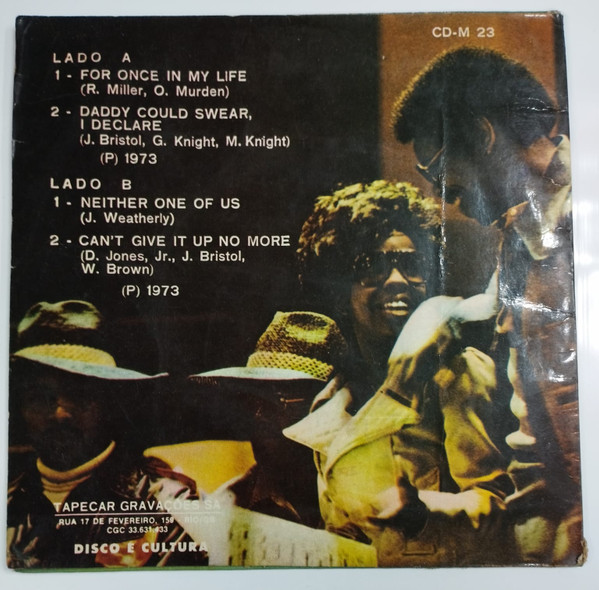 CD-M 23
LADO A
1 - FOR ONCE IN MY LIFE
(R. Miller, O. Murden)
2 - DADDY COULD SWEAR,
I DECLARE
(J. Bristol, G. Knight, M. Knight)
(P) 1973
LADO B
1 - NEITHER ONE OF US
(J. Weatherly)
2 - CAN'T GIVE IT UP NO MORE
(D. Jones, Jr., J. Bristol,
W. Brown)
(P) 1973
TAPECAR GRAVAÇÕES SA
RUA 17 DE FEVEREIRO,
CGC
DISCO E CULTURA